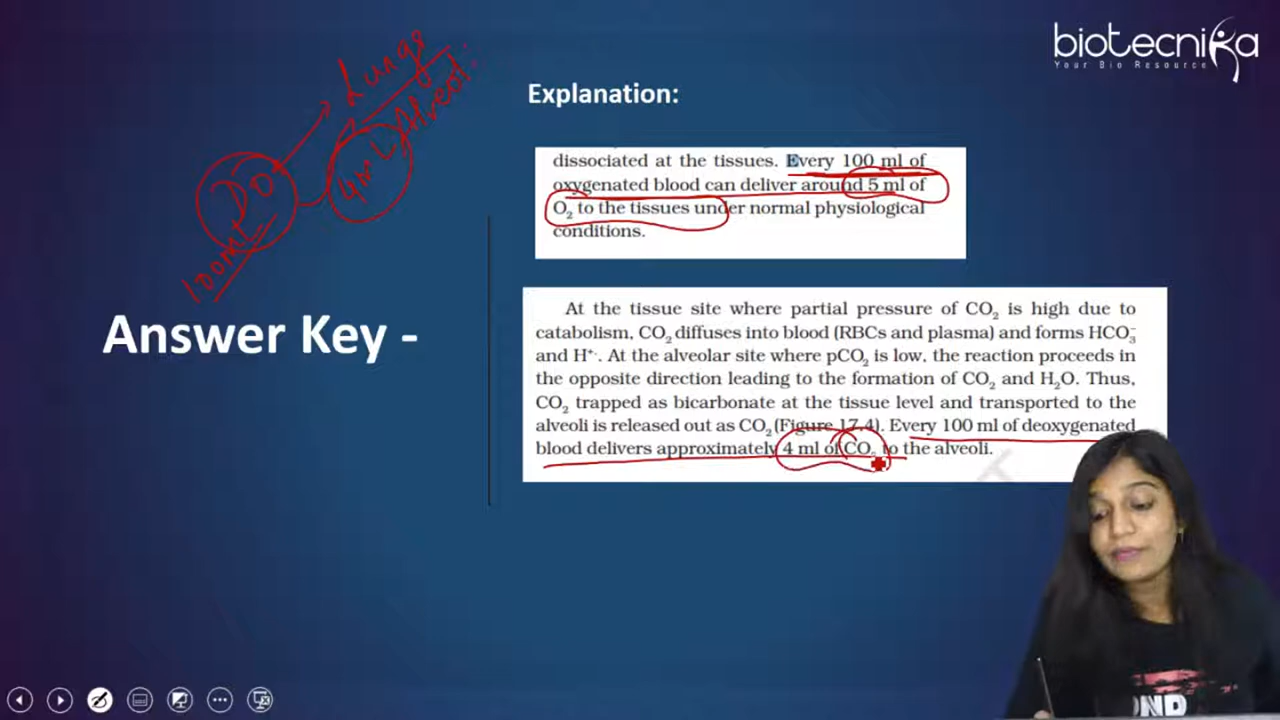 biotecnika
Your Bio Resource
Lungs
Alveoli
DO
4ml
100ml
Explanation:
dissociated at the tissues. Every 100 ml of
oxygenated blood can deliver around 5 ml of
O₂ to the tissues under normal physiological
conditions.
Answer Key -
At the tissue site where partial pressure of CO₂ is high due to
catabolism, CO₂ diffuses into blood (RBCs and plasma) and forms HCO₃⁻
and H⁺. At the alveolar site where pCO₂ is low, the reaction proceeds in
the opposite direction leading to the formation of CO₂ and H₂O. Thus,
CO₂ trapped as bicarbonate at the tissue level and transported to the
alveoli is released out as CO₂ (Figure 17.4). Every 100 ml of deoxygenated
blood delivers approximately 4 ml of CO₂ to the alveoli.